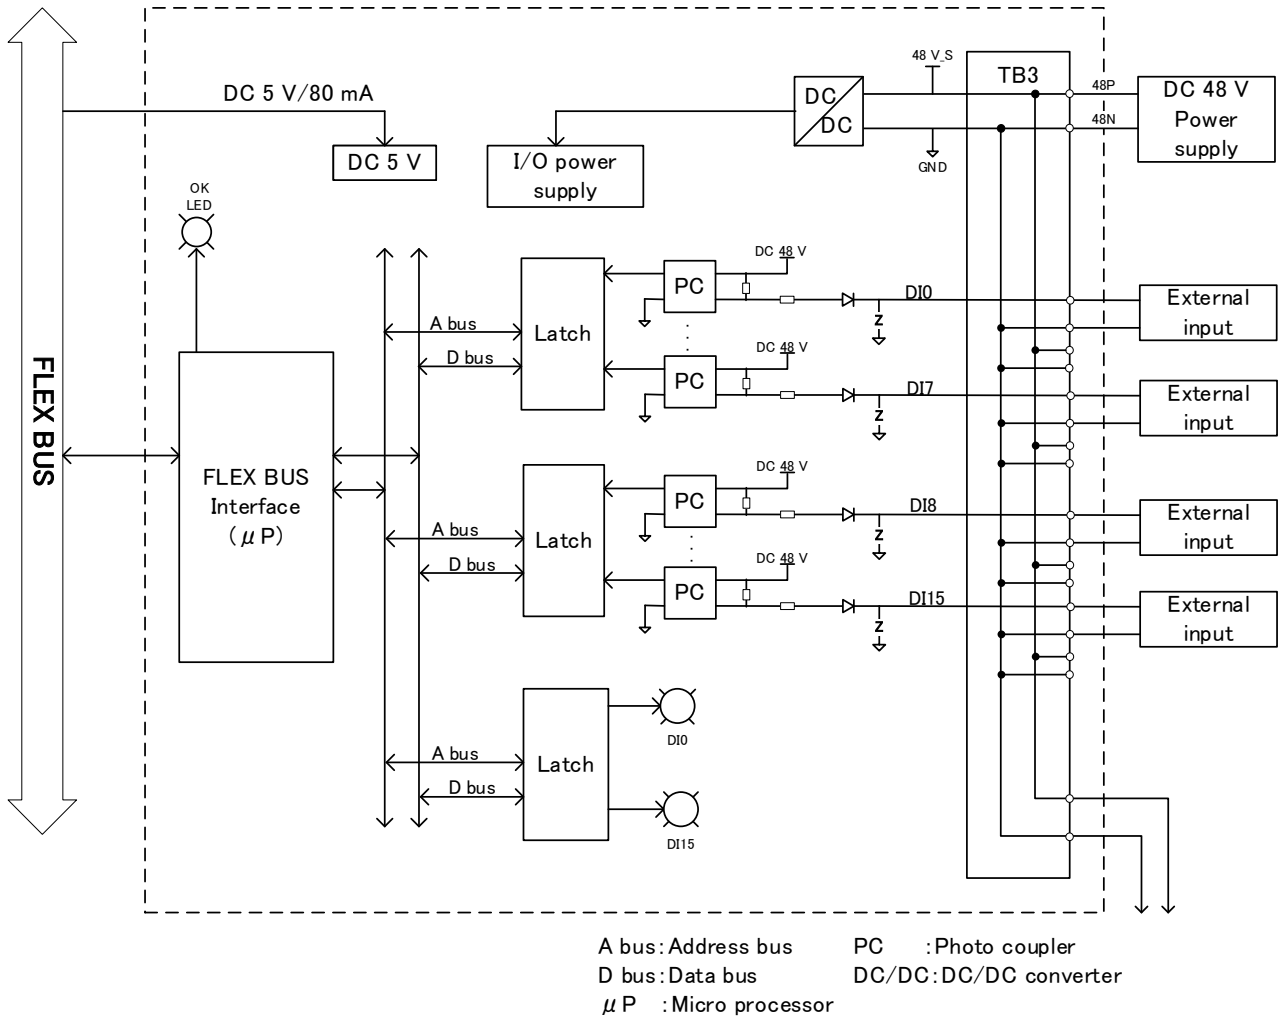 48 V_S
TB3
DC 5 V/80 mA
DC
DC
48P
DC 48 V
Power
supply
48N
GND
DC 5 V
I/O power
supply
OK
LED
DC 48 V
PC
DI0
Z
External
input
A bus
Latch
D bus
DC 48 V
PC
DI7
Z
External
input
FLEX BUS
FLEX BUS
Interface
(μP)
DC 48 V
PC
DI8
Z
External
input
A bus
Latch
D bus
DC 48 V
PC
DI15
Z
External
input
A bus
Latch
D bus
DI0
DI15
A bus:Address bus
PC :Photo coupler
D bus:Data bus
DC/DC:DC/DC converter
μP :Micro processor